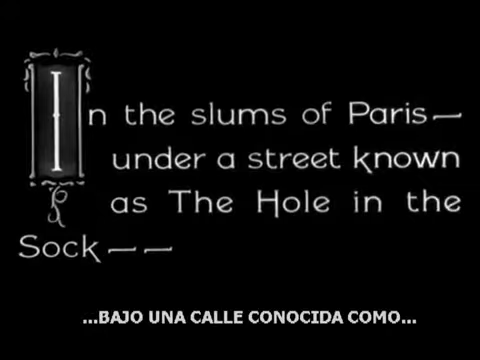 In the slums of Paris—
under a street known
as The Hole in the
Sock— —
...BAJO UNA CALLE CONOCIDA COMO...